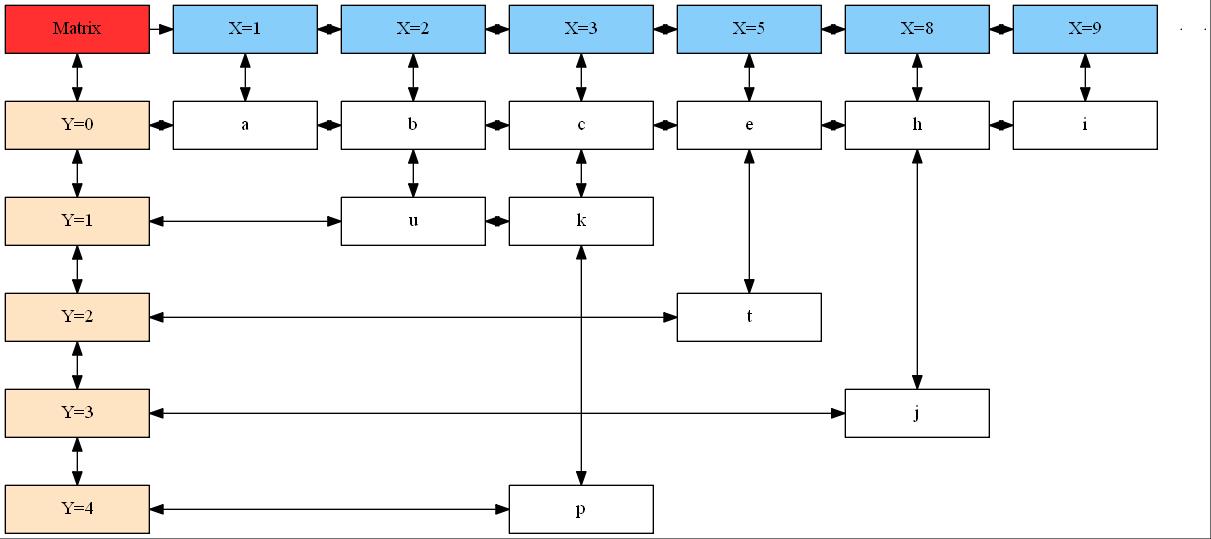 Matrix X=1 X=2 X=3 X=5 X=8 X=9 . .
Y=0 a b c e h i
Y=1 u k
Y=2 t
Y=3 j
Y=4 p